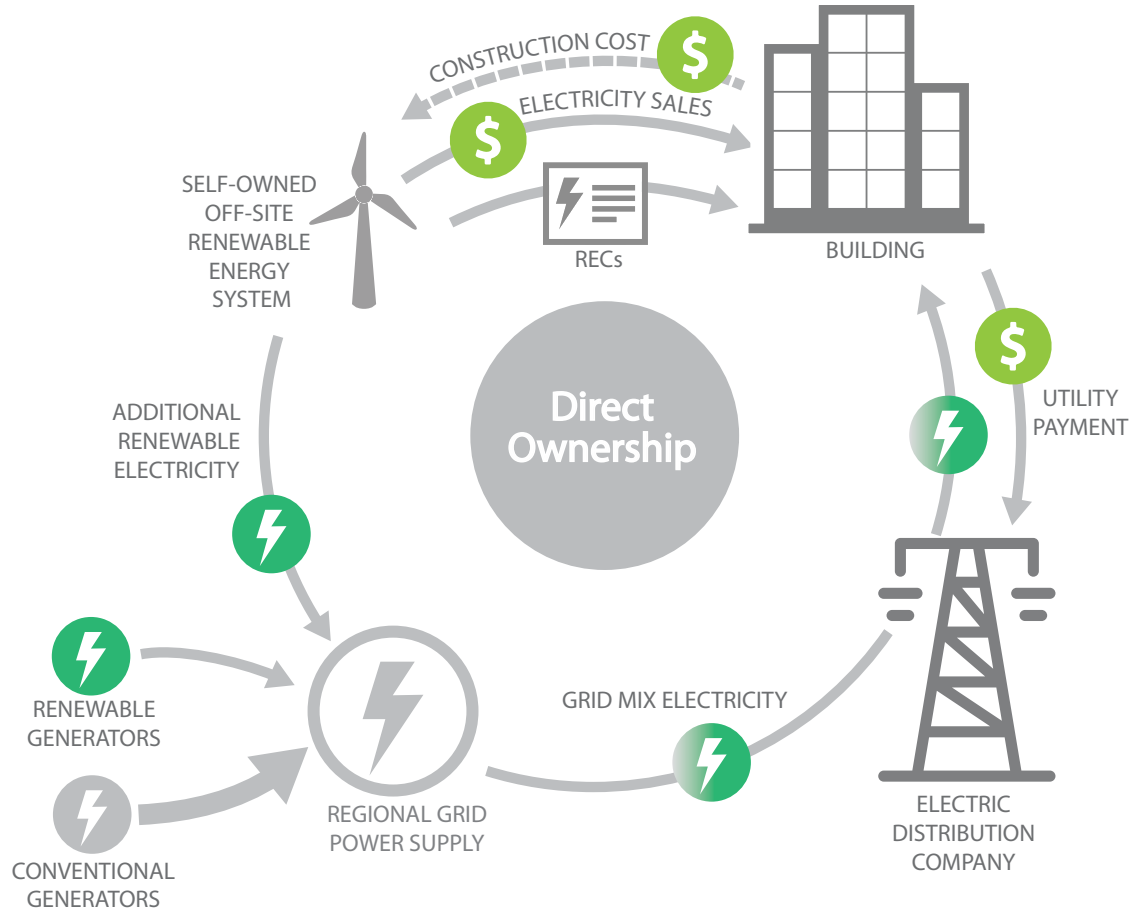 CONSTRUCTION COST
$
ELECTRICITY SALES
$
SELF-OWNED
OFF-SITE
RENEWABLE
ENERGY
SYSTEM
RECs
BUILDING
Direct
Ownership
$
UTILITY
PAYMENT
ADDITIONAL
RENEWABLE
ELECTRICITY
RENEWABLE
GENERATORS
GRID MIX ELECTRICITY
REGIONAL GRID
POWER SUPPLY
ELECTRIC
DISTRIBUTION
COMPANY
CONVENTIONAL
GENERATORS